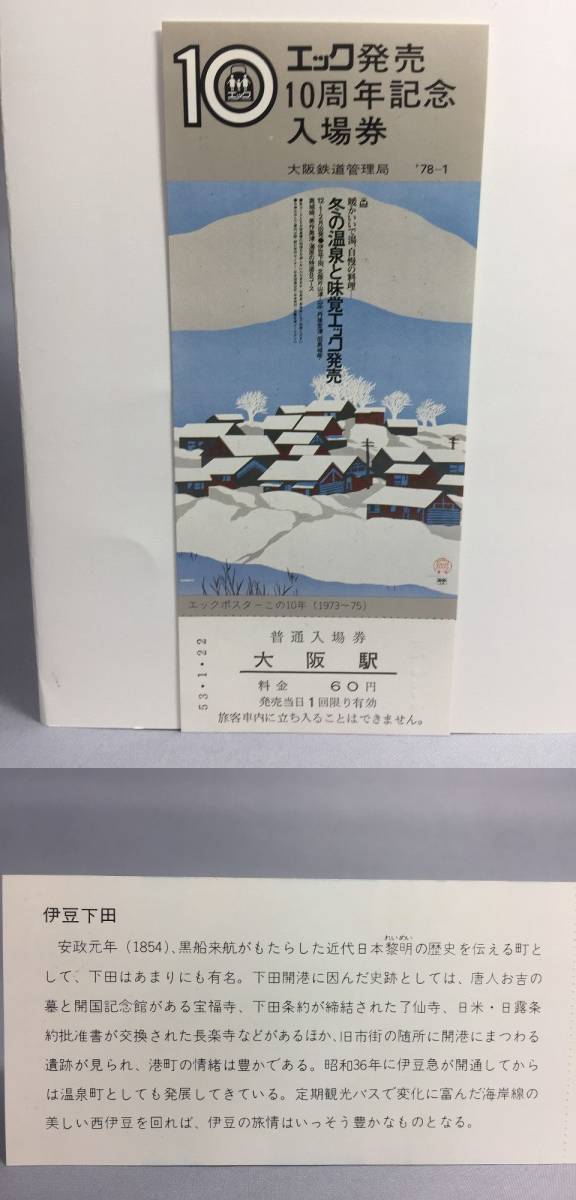 10
エック
エック発売
10周年記念
入場券
大阪鉄道管理局 '78-1
暖かいいで湯、自慢の料理―
冬の温泉と味覚エック発売
エックポスターこの10年(1973〜75)
53・1・22
普通入場券
大阪駅
料金 60円
発売当日1回限り有効
旅客車内に立ち入ることはできません。
伊豆下田
安政元年(1854)、黒船来航がもたらした近代日本黎明の歴史を伝える町と
れいめい
して、下田はあまりにも有名。下田開港に因んだ史跡としては、唐人お吉の
墓と開国記念館がある宝福寺、下田条約が締結された了仙寺、日米・日露条
約批准書が交換された長楽寺などがあるほか、旧市街の随所に開港にまつわる
遺跡が見られ、港町の情緒は豊かである。昭和36年に伊豆急が開通してから
は温泉町としても発展してきている。定期観光バスで変化に富んだ海岸線の
美しい西伊豆を回れば、伊豆の旅情はいっそう豊かなものとなる。